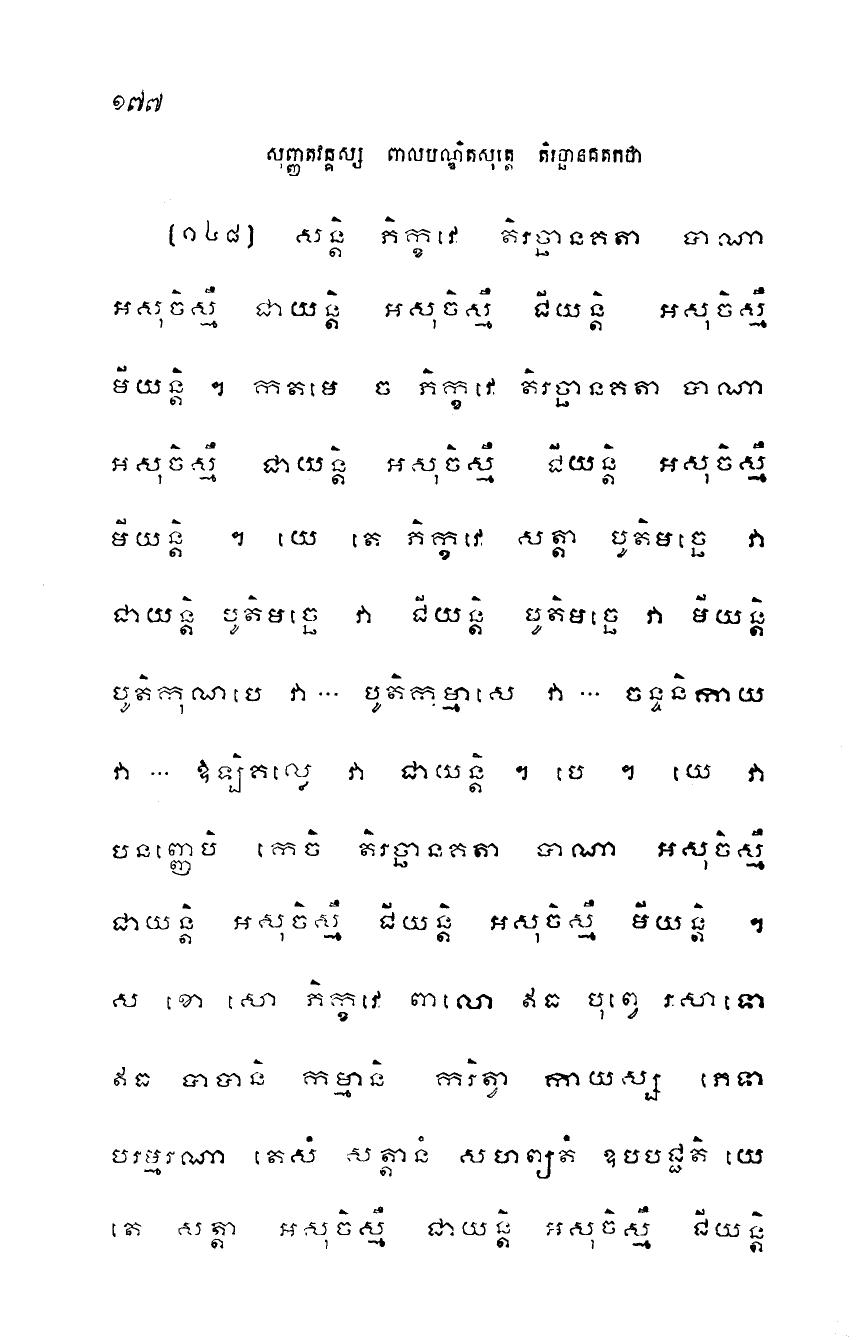 ១៧៧
សុញ្ញតវគ្គស្ស ពាលបណ្ឌិតសុត្តេ តិរច្ឆានគតកថា
(១៤៨) សន្តិ ភិក្ខវេ តិរច្ឆានគតា បាណា
អសុចិស្មឹ ជាយន្តិ អសុចិស្មឹ ជីយន្តិ អសុចិស្មឹ
មីយន្តិ ។ កតមេ ច ភិក្ខវេ តិរច្ឆានគតា បាណា
អសុចិស្មឹ ជាយន្តិ អសុចិស្មឹ ជីយន្តិ អសុចិស្មឹ
មីយន្តិ ។ យេ តេ ភិក្ខវេ សត្តា បូតិមច្ឆេ វា
ជាយន្តិ បូតិមច្ឆេ វា ជីយន្តិ បូតិមច្ឆេ វា មីយន្តិ
បូតិកុណបេ វា ... បូតិកុម្មាសេ វា ... ចន្ទនិកាយ
វា ... ឱឡិគល្លេ វា ជាយន្តិ ។ បេ ។ យេ វា
បនញ្ញេបិ កេចិ តិរច្ឆានគតា បាណា អសុចិស្មឹ
ជាយន្តិ អសុចិស្មឹ ជីយន្តិ អសុចិស្មឹ មីយន្តិ ។
ស ខោ សោ ភិក្ខវេ ពាលោ ឥធ បុព្វេ រសាទោ
ឥធ បាបានិ កម្មានិ ករិត្វា កាយស្ស ភេទា
បរម្មរណា តេសំ សត្តានំ សហព្យតំ ឧបបជ្ជតិ យេ
តេ សត្តា អសុចិស្មឹ ជាយន្តិ អសុចិស្មឹ ជីយន្តិ